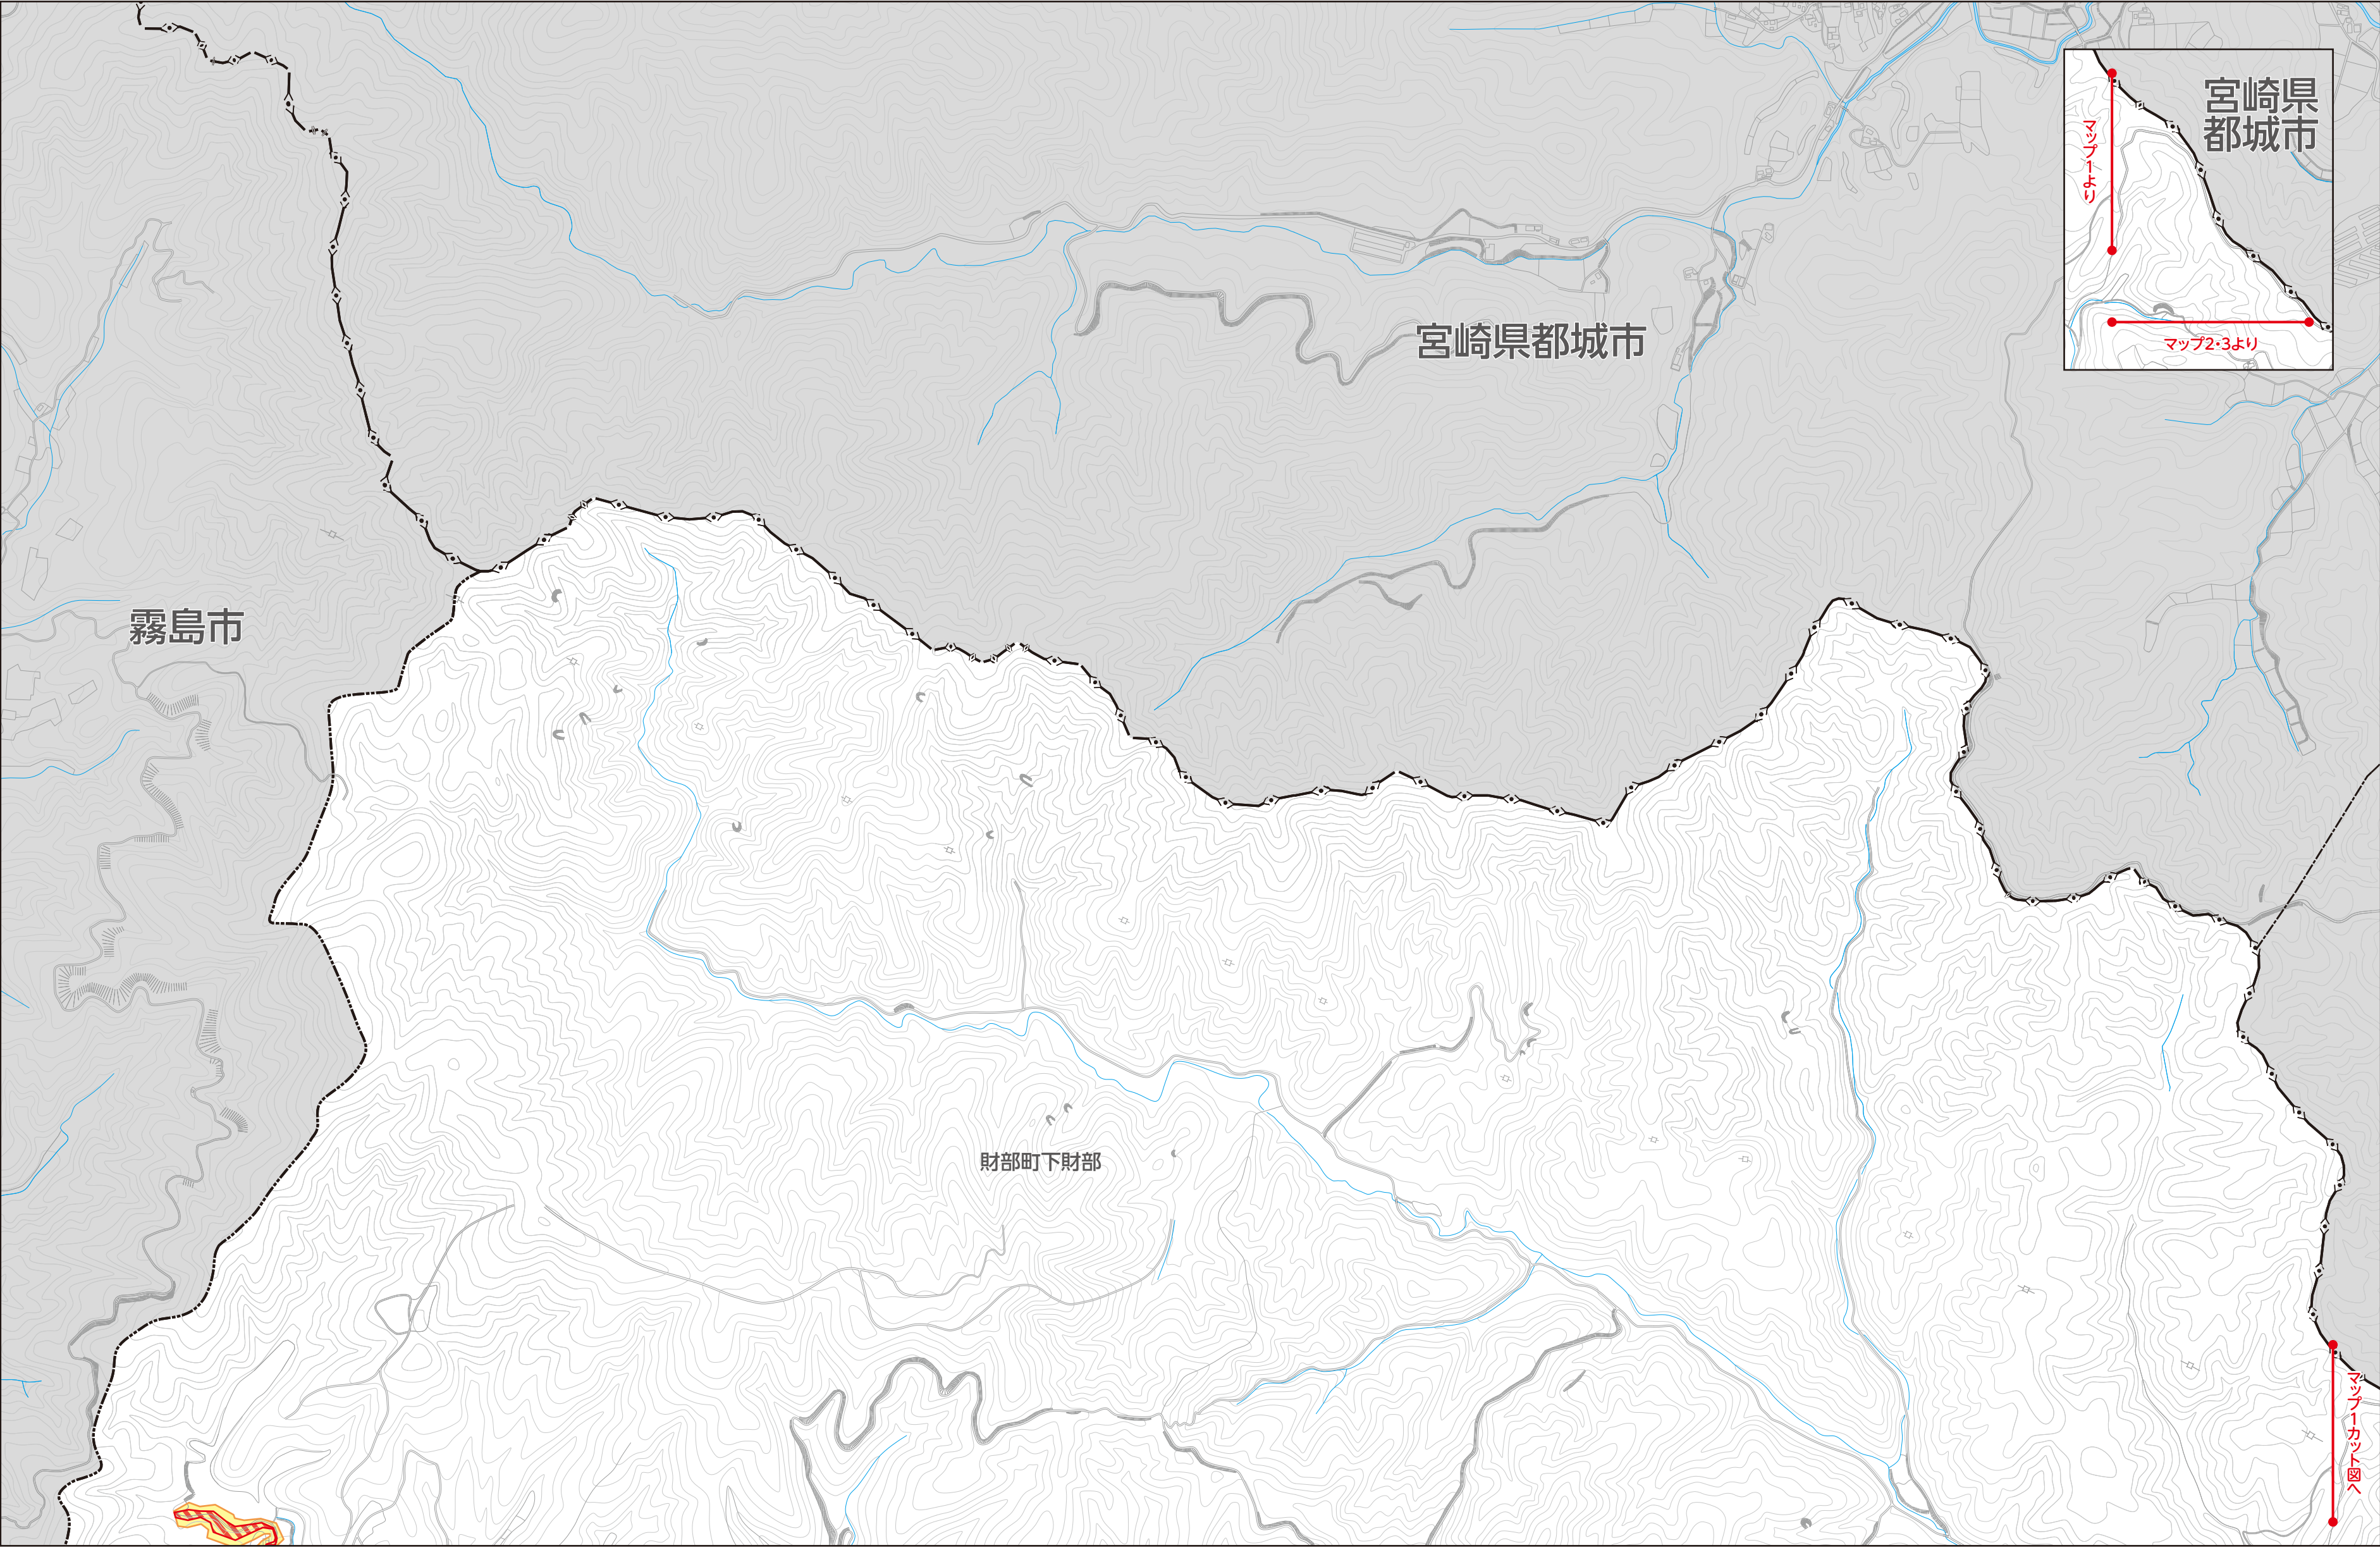 宮崎県
都城市
マップ1より
マップ2・3より
宮崎県都城市
霧島市
財部町下財部
マップ1カット図へ